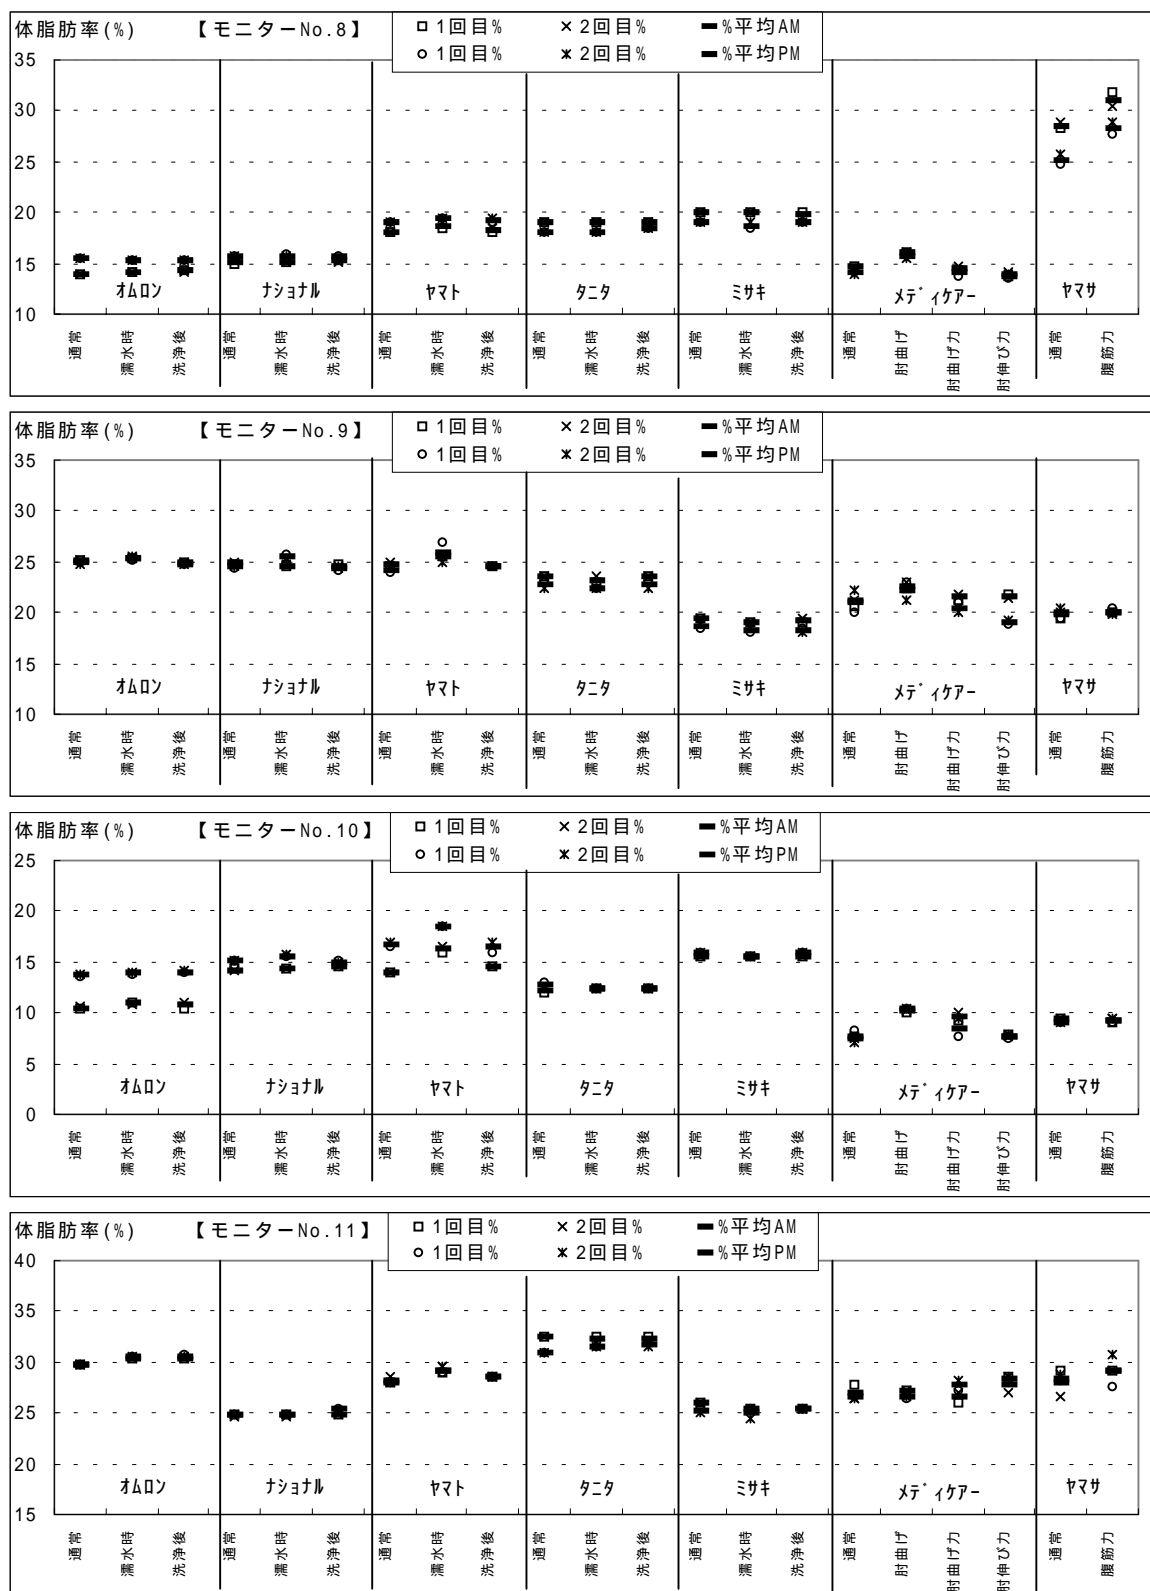 体脂肪率(%) 【モニターNo.8】
□ 1回目% × 2回目% ━ %平均AM
○ 1回目% ж 2回目% ━ %平均PM
35
30
25
20
15
10
オムロン ナショナル ヤマト タニタ ミサキ メディケアー ヤマサ
通常 濡水時 洗浄後 通常 濡水時 洗浄後 通常 濡水時 洗浄後 通常 濡水時 洗浄後 通常 濡水時 洗浄後 通常 肘曲げ 肘曲げ力 肘伸び力 通常 腹筋力
体脂肪率(%) 【モニターNo.9】
□ 1回目% × 2回目% ━ %平均AM
○ 1回目% ж 2回目% ━ %平均PM
35
30
25
20
15
10
オムロン ナショナル ヤマト タニタ ミサキ メディケアー ヤマサ
通常 濡水時 洗浄後 通常 濡水時 洗浄後 通常 濡水時 洗浄後 通常 濡水時 洗浄後 通常 濡水時 洗浄後 通常 肘曲げ 肘曲げ力 肘伸び力 通常 腹筋力
体脂肪率(%) 【モニターNo.10】
□ 1回目% × 2回目% ━ %平均AM
○ 1回目% ж 2回目% ━ %平均PM
25
20
15
10
5
0
オムロン ナショナル ヤマト タニタ ミサキ メディケアー ヤマサ
通常 濡水時 洗浄後 通常 濡水時 洗浄後 通常 濡水時 洗浄後 通常 濡水時 洗浄後 通常 濡水時 洗浄後 通常 肘曲げ 肘曲げ力 肘伸び力 通常 腹筋力
体脂肪率(%) 【モニターNo.11】
□ 1回目% × 2回目% ━ %平均AM
○ 1回目% ж 2回目% ━ %平均PM
40
35
30
25
20
15
オムロン ナショナル ヤマト タニタ ミサキ メディケアー ヤマサ
通常 濡水時 洗浄後 通常 濡水時 洗浄後 通常 濡水時 洗浄後 通常 濡水時 洗浄後 通常 濡水時 洗浄後 通常 肘曲げ 肘曲げ力 肘伸び力 通常 腹筋力